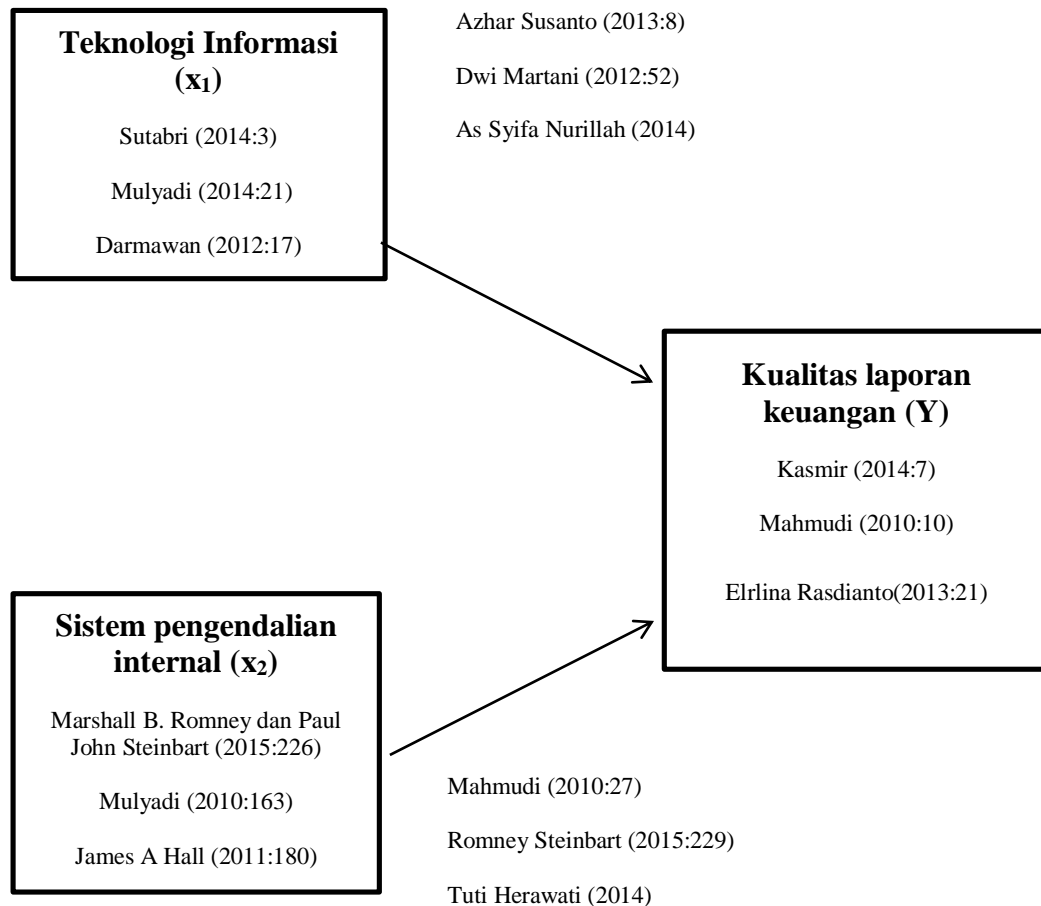 Teknologi Informasi
(x₁)
Sutabri (2014:3)
Mulyadi (2014:21)
Darmawan (2012:17)
Azhar Susanto (2013:8)
Dwi Martani (2012:52)
As Syifa Nurillah (2014)
Kualitas laporan
keuangan (Y)
Kasmir (2014:7)
Mahmudi (2010:10)
Elrlina Rasdianto(2013:21)
Sistem pengendalian
internal (x₂)
Marshall B. Romney dan Paul
John Steinbart (2015:226)
Mulyadi (2010:163)
James A Hall (2011:180)
Mahmudi (2010:27)
Romney Steinbart (2015:229)
Tuti Herawati (2014)